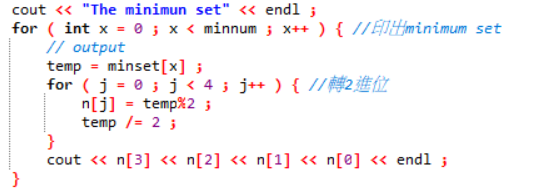 cout << "The minimun set" << endl ;
for ( int x = 0 ; x < minnum ; x++ ) { //印出minimum set
// output
temp = minset[x] ;
for ( j = 0 ; j < 4 ; j++ ) { //轉2進位
n[j] = temp%2 ;
temp /= 2 ;
}
cout << n[3] << n[2] << n[1] << n[0] << endl ;
}